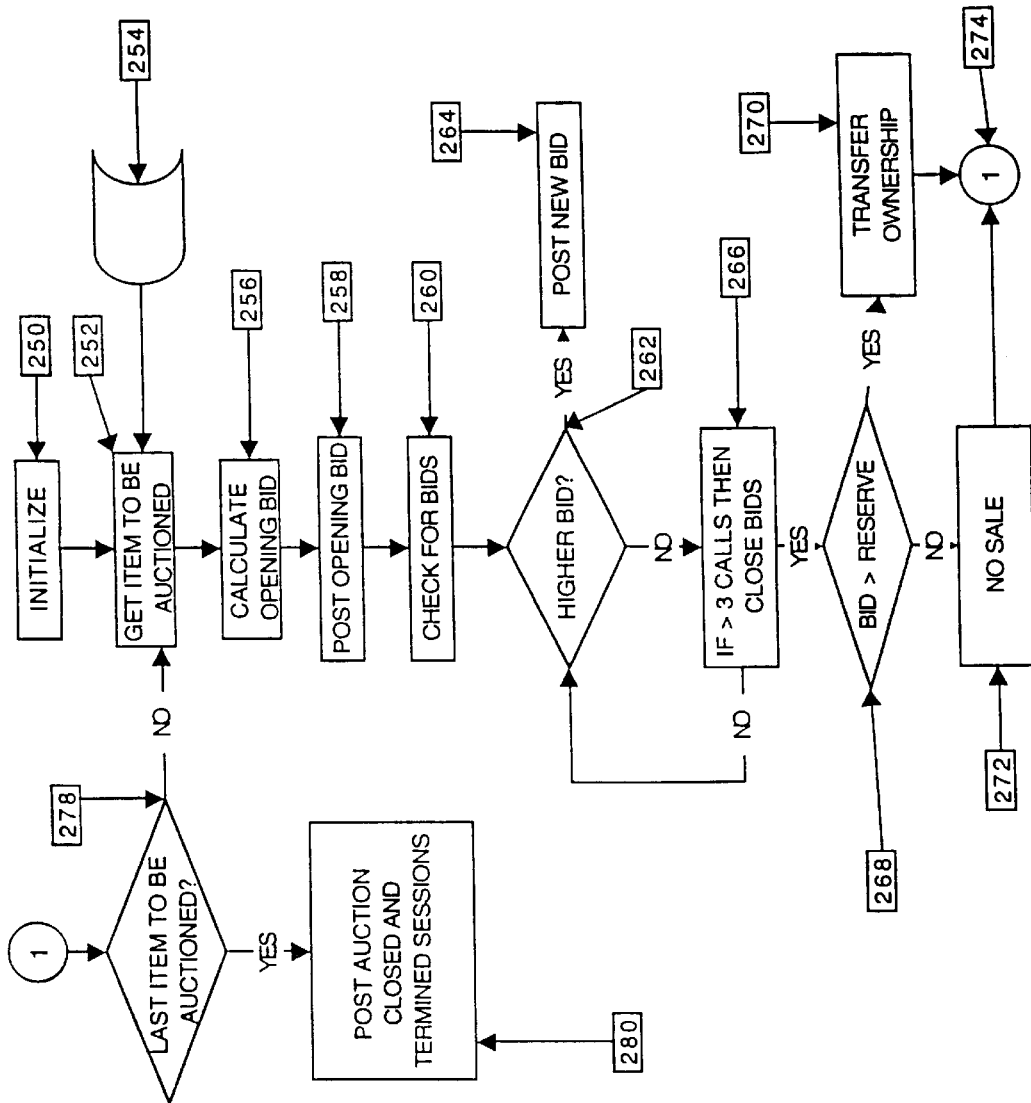 1
LAST ITEM TO BE
AUCTIONED?
278
NO
YES
POST AUCTION
CLOSED AND
TERMINED SESSIONS
280
INITIALIZE
250
252
GET ITEM TO BE
AUCTIONED
254
CALCULATE
OPENING BID
256
POST OPENING BID
258
CHECK FOR BIDS
260
HIGHER BID?
262
YES
POST NEW BID
264
NO
IF > 3 CALLS THEN
CLOSE BIDS
266
NO
YES
BID > RESERVE
268
YES
TRANSFER
OWNERSHIP
270
NO
NO SALE
272
1
274